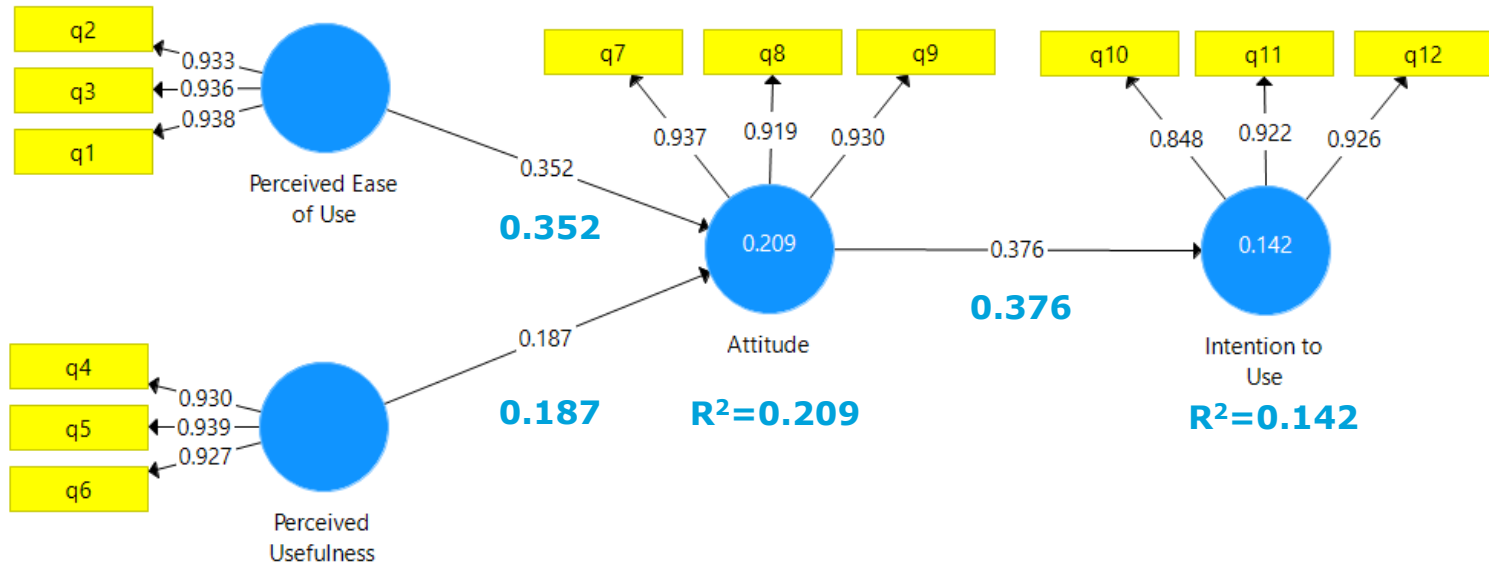 q2
q3
q1
0.933
0.936
0.938
Perceived Ease
of Use
q7
q8
q9
0.937
0.919
0.930
q10
q11
q12
0.848
0.922
0.926
0.352
0.352
0.209
0.376
0.376
0.142
Attitude
R²=0.209
Intention to
Use
R²=0.142
0.187
0.187
q4
q5
q6
0.930
0.939
0.927
Perceived
Usefulness